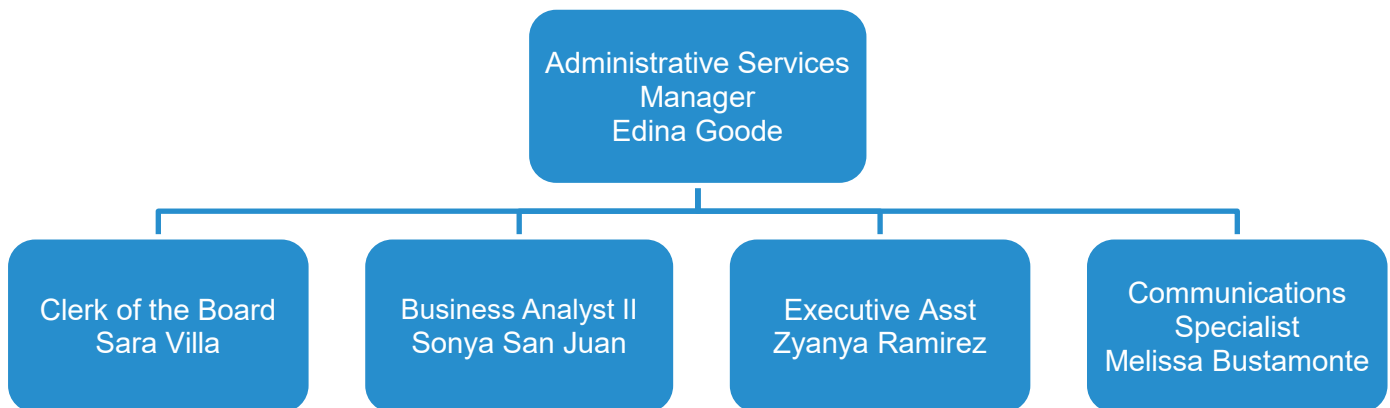 Administrative Services
Manager
Edina Goode
Clerk of the Board
Sara Villa
Business Analyst II
Sonya San Juan
Executive Asst
Zyanya Ramirez
Communications
Specialist
Melissa Bustamonte